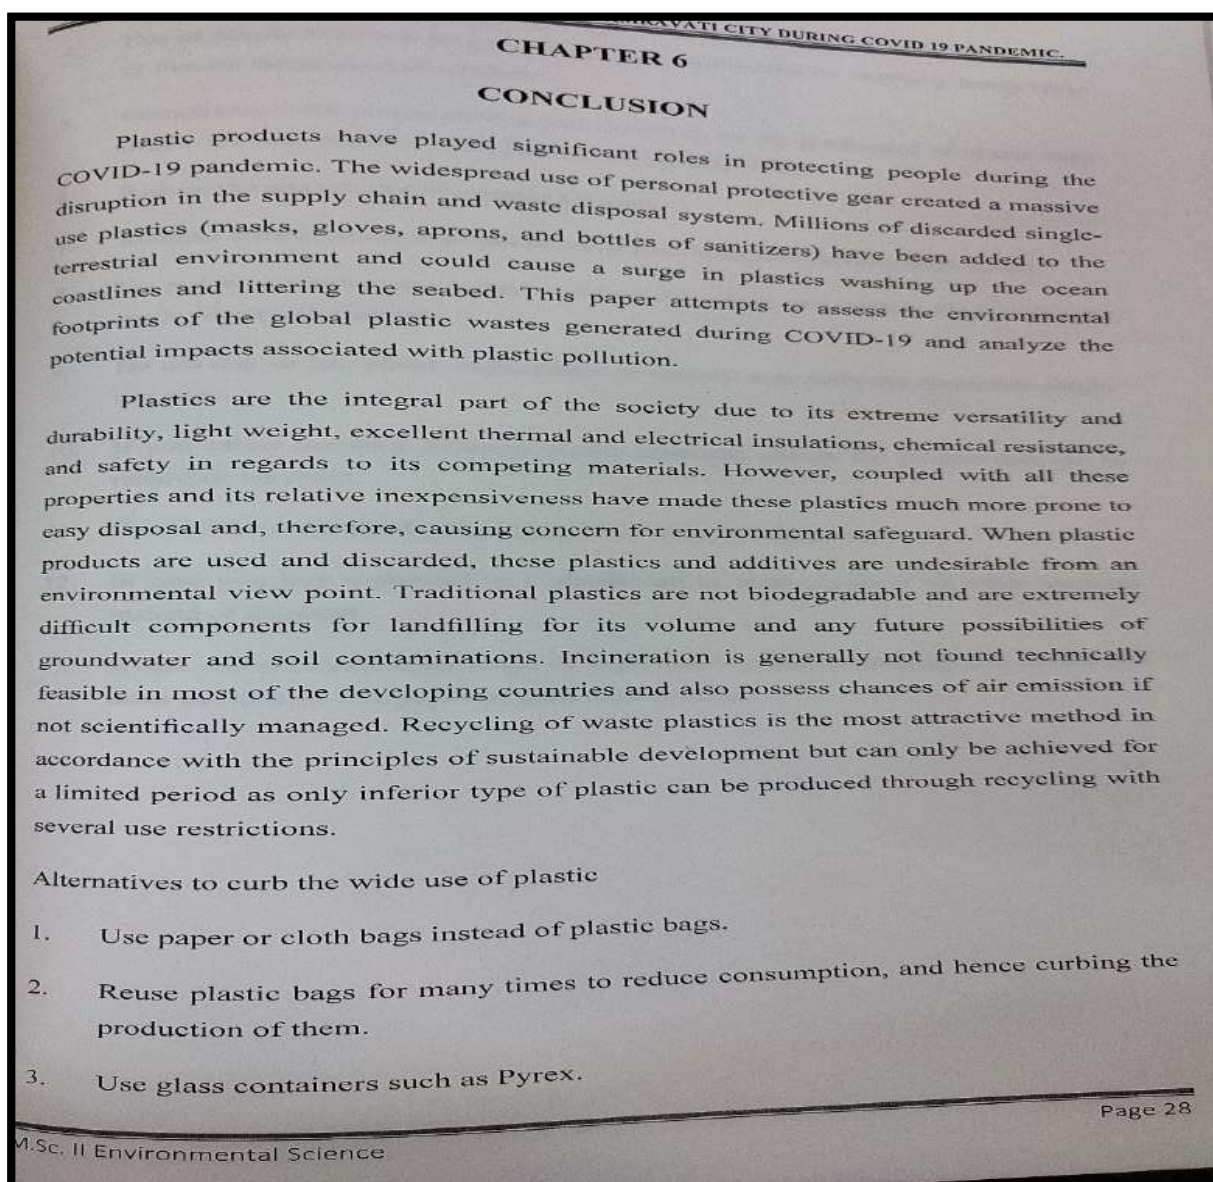 CITY DURING COVID 19 PANDEMIC.
CHAPTER 6
CONCLUSION
Plastic products have played significant roles in protecting people during the
COVID-19 pandemic. The widespread use of personal protective gear created a massive
disruption in the supply chain and waste disposal system. Millions of discarded single-
use plastics (masks, gloves, aprons, and bottles of sanitizers) have been added to the
terrestrial environment and could cause a surge in plastics washing up the ocean
coastlines and littering the seabed. This paper attempts to assess the environmental
footprints of the global plastic wastes generated during COVID-19 and analyze the
potential impacts associated with plastic pollution.
Plastics are the integral part of the society due to its extreme versatility and
durability, light weight, excellent thermal and electrical insulations, chemical resistance,
and safety in regards to its competing materials. However, coupled with all these
properties and its relative inexpensiveness have made these plastics much more prone to
easy disposal and, therefore, causing concern for environmental safeguard. When plastic
products are used and discarded, these plastics and additives are undesirable from an
environmental view point. Traditional plastics are not biodegradable and are extremely
difficult components for landfilling for its volume and any future possibilities of
groundwater and soil contaminations. Incineration is generally not found technically
feasible in most of the developing countries and also possess chances of air emission if
not scientifically managed. Recycling of waste plastics is the most attractive method in
accordance with the principles of sustainable development but can only be achieved for
a limited period as only inferior type of plastic can be produced through recycling with
several use restrictions.
Alternatives to curb the wide use of plastic
1. Use paper or cloth bags instead of plastic bags.
2. Reuse plastic bags for many times to reduce consumption, and hence curbing the
production of them.
3. Use glass containers such as Pyrex.
Page 28
M.Sc. II Environmental Science